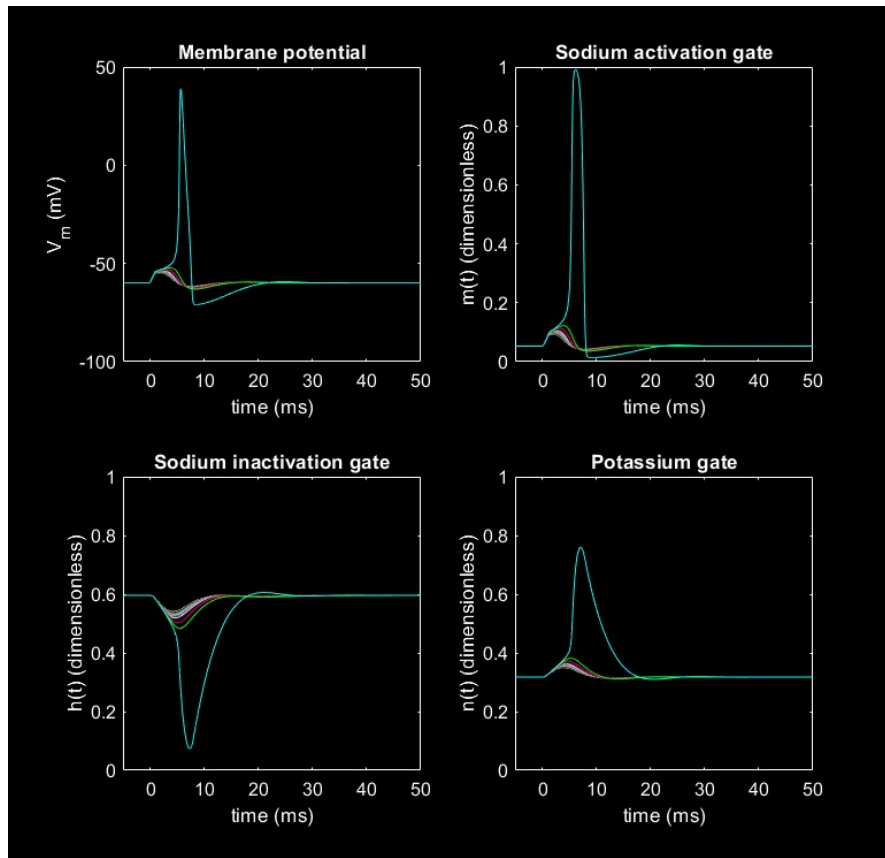 Membrane potential
50
0
-50
-100
V_m (mV)
0 10 20 30 40 50
time (ms)
Sodium activation gate
1
0.8
0.6
0.4
0.2
0
m(t) (dimensionless)
0 10 20 30 40 50
time (ms)
Sodium inactivation gate
1
0.8
0.6
0.4
0.2
0
h(t) (dimensionless)
0 10 20 30 40 50
time (ms)
Potassium gate
1
0.8
0.6
0.4
0.2
0
n(t) (dimensionless)
0 10 20 30 40 50
time (ms)